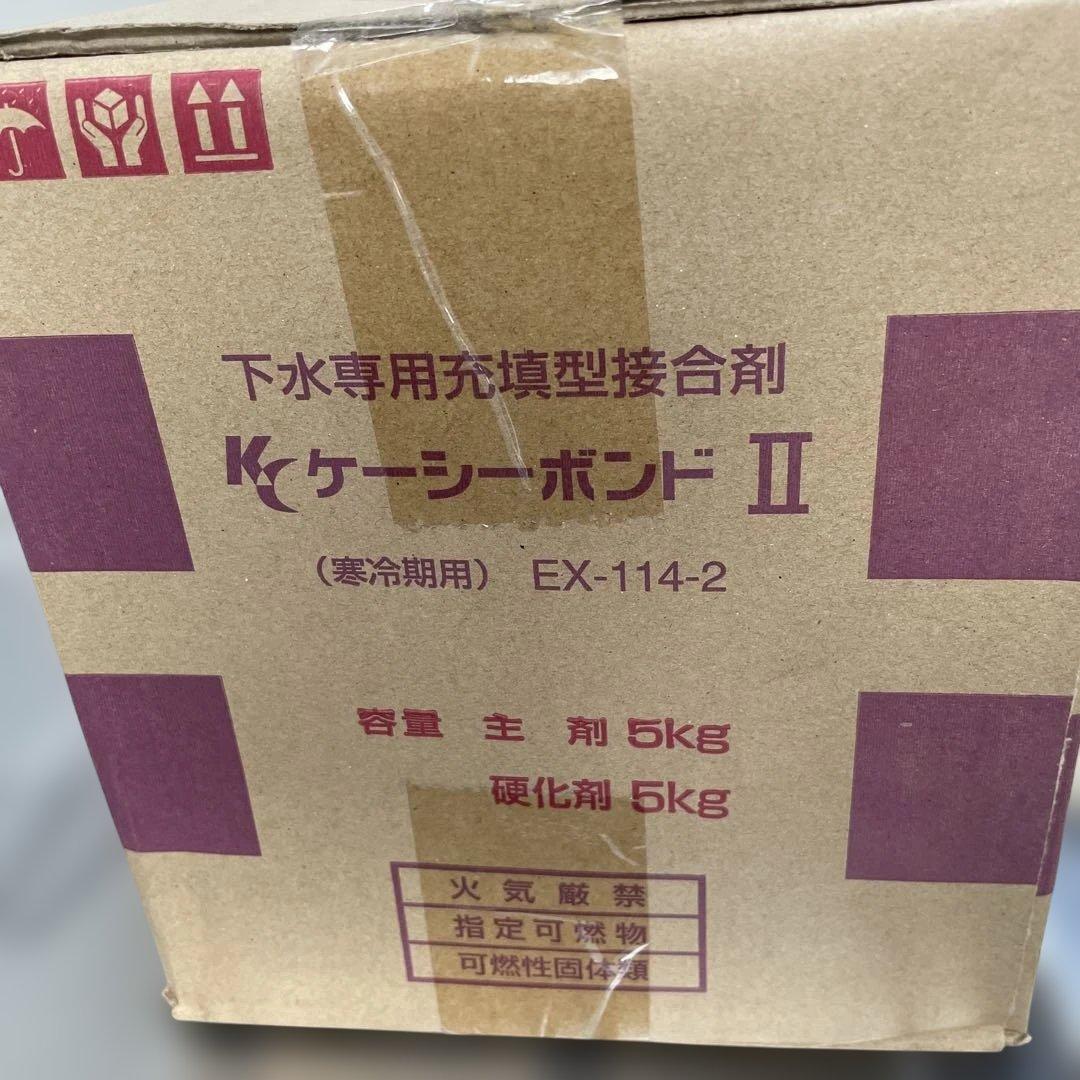 下水専用充填型接合剤
KC ケーシーボンド II
（寒冷期用） EX-114-2
容量 主 剤 5kg
硬化剤 5kg
火気厳禁
指定可燃物
可燃性固体類